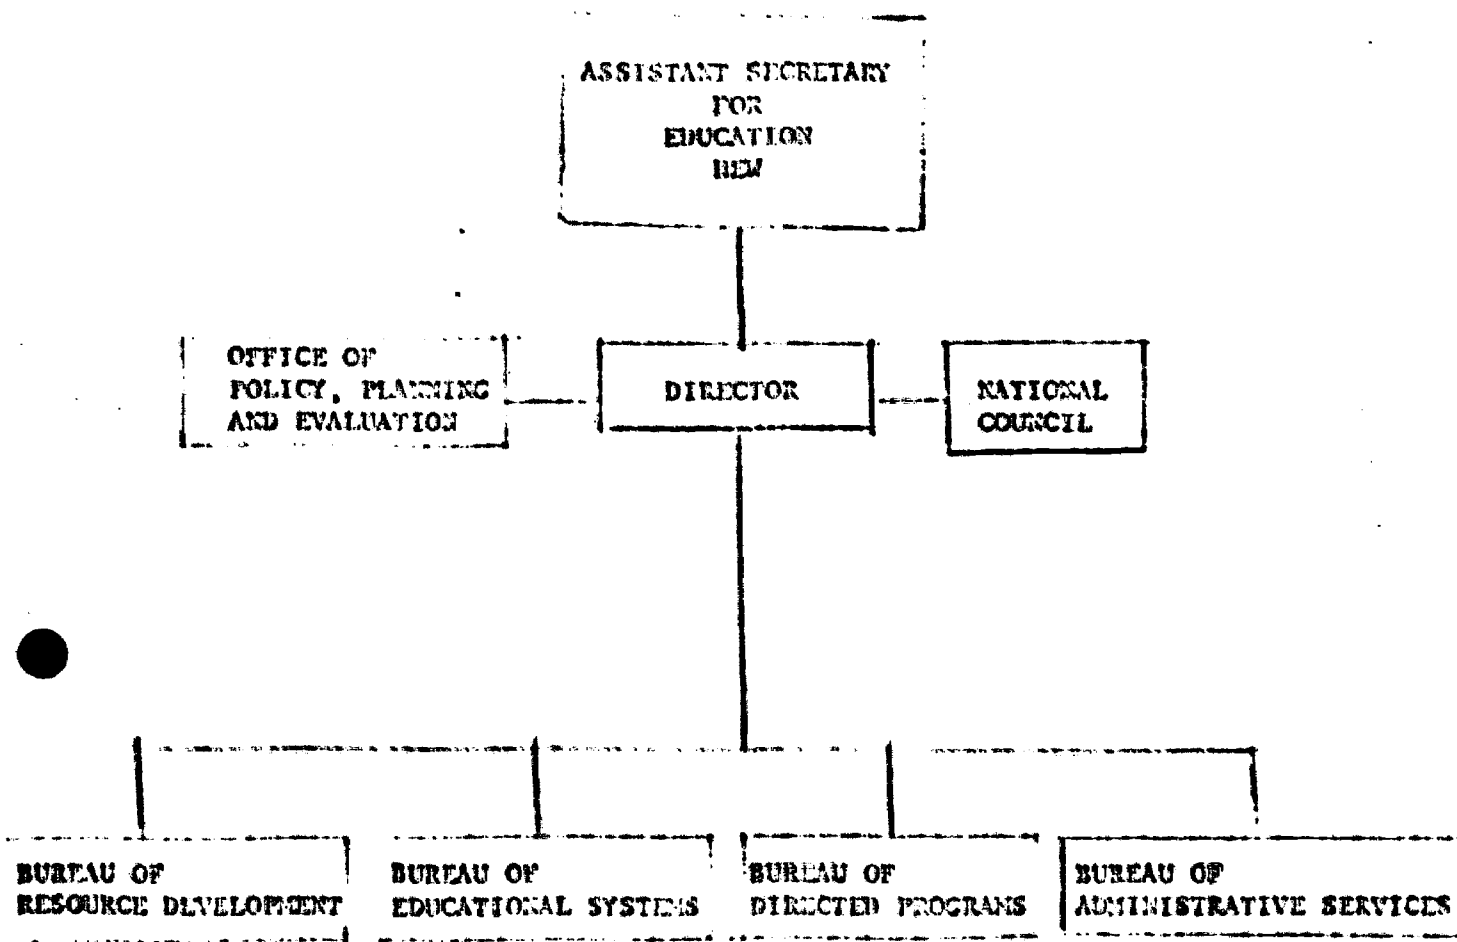 ASSISTANT SECRETARY
FOR
EDUCATION
HEW
OFFICE OF
POLICY, PLANNING
AND EVALUATION
DIRECTOR
NATIONAL
COUNCIL
BUREAU OF
RESOURCE DEVELOPMENT
BUREAU OF
EDUCATIONAL SYSTEMS
BUREAU OF
DIRECTED PROGRAMS
BUREAU OF
ADMINISTRATIVE SERVICES